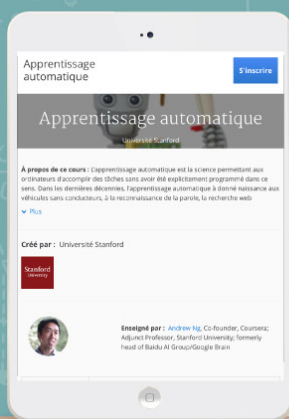 Apprentissage
automatique
S'inscrire
Apprentissage automatique
Université Stanford
À propos de ce cours : L'apprentissage automatique est la science permettant aux
ordinateurs d'accomplir des tâches sans avoir été explicitement programmé dans ce
sens. Dans les dernières décennies, l'apprentissage automatique à donné naissance aux
véhicules sans conducteurs, à la reconnaissance de la parole, la recherche web
Plus
Créé par : Université Stanford
Stanford
University
Enseigné par : Andrew Ng, Co-founder, Coursera;
Adjunct Professor, Stanford University; formerly
head of Baidu AI Group/Google Brain